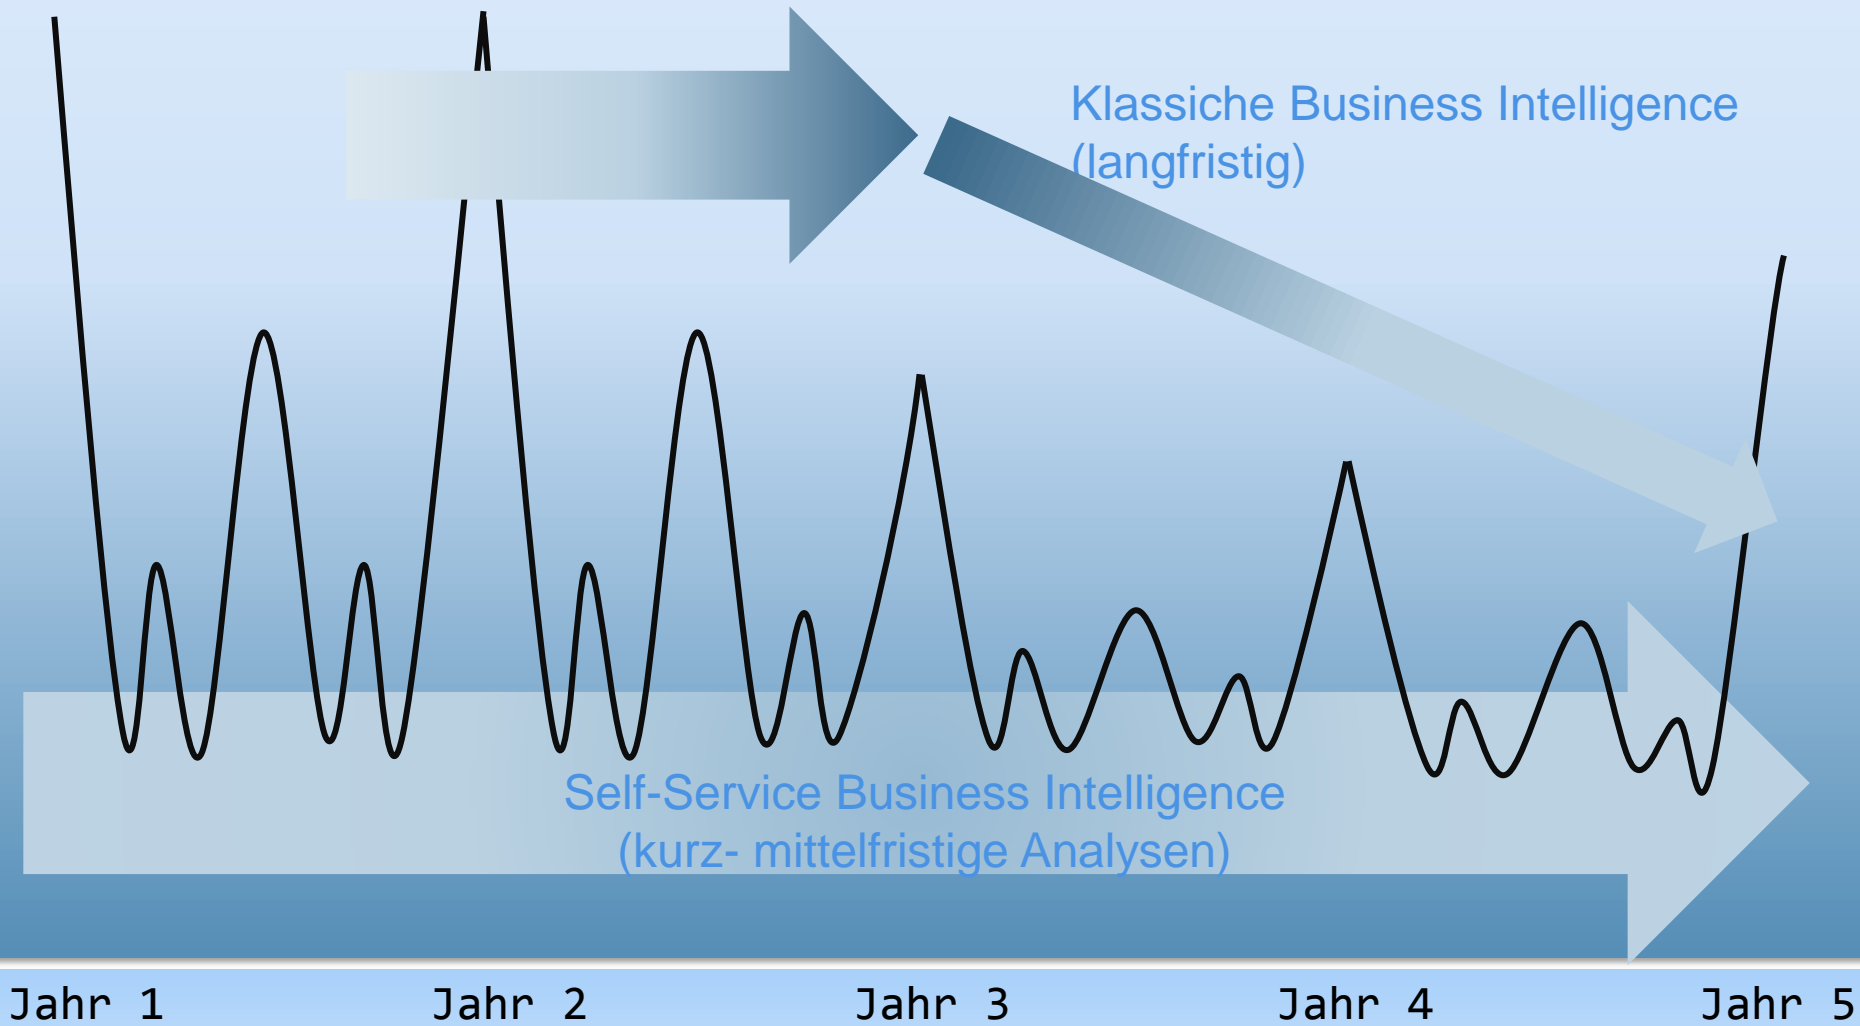 Klassiche Business Intelligence
(langfristig)
Self-Service Business Intelligence
(kurz- mittelfristige Analysen)
Jahr 1 Jahr 2 Jahr 3 Jahr 4 Jahr 5